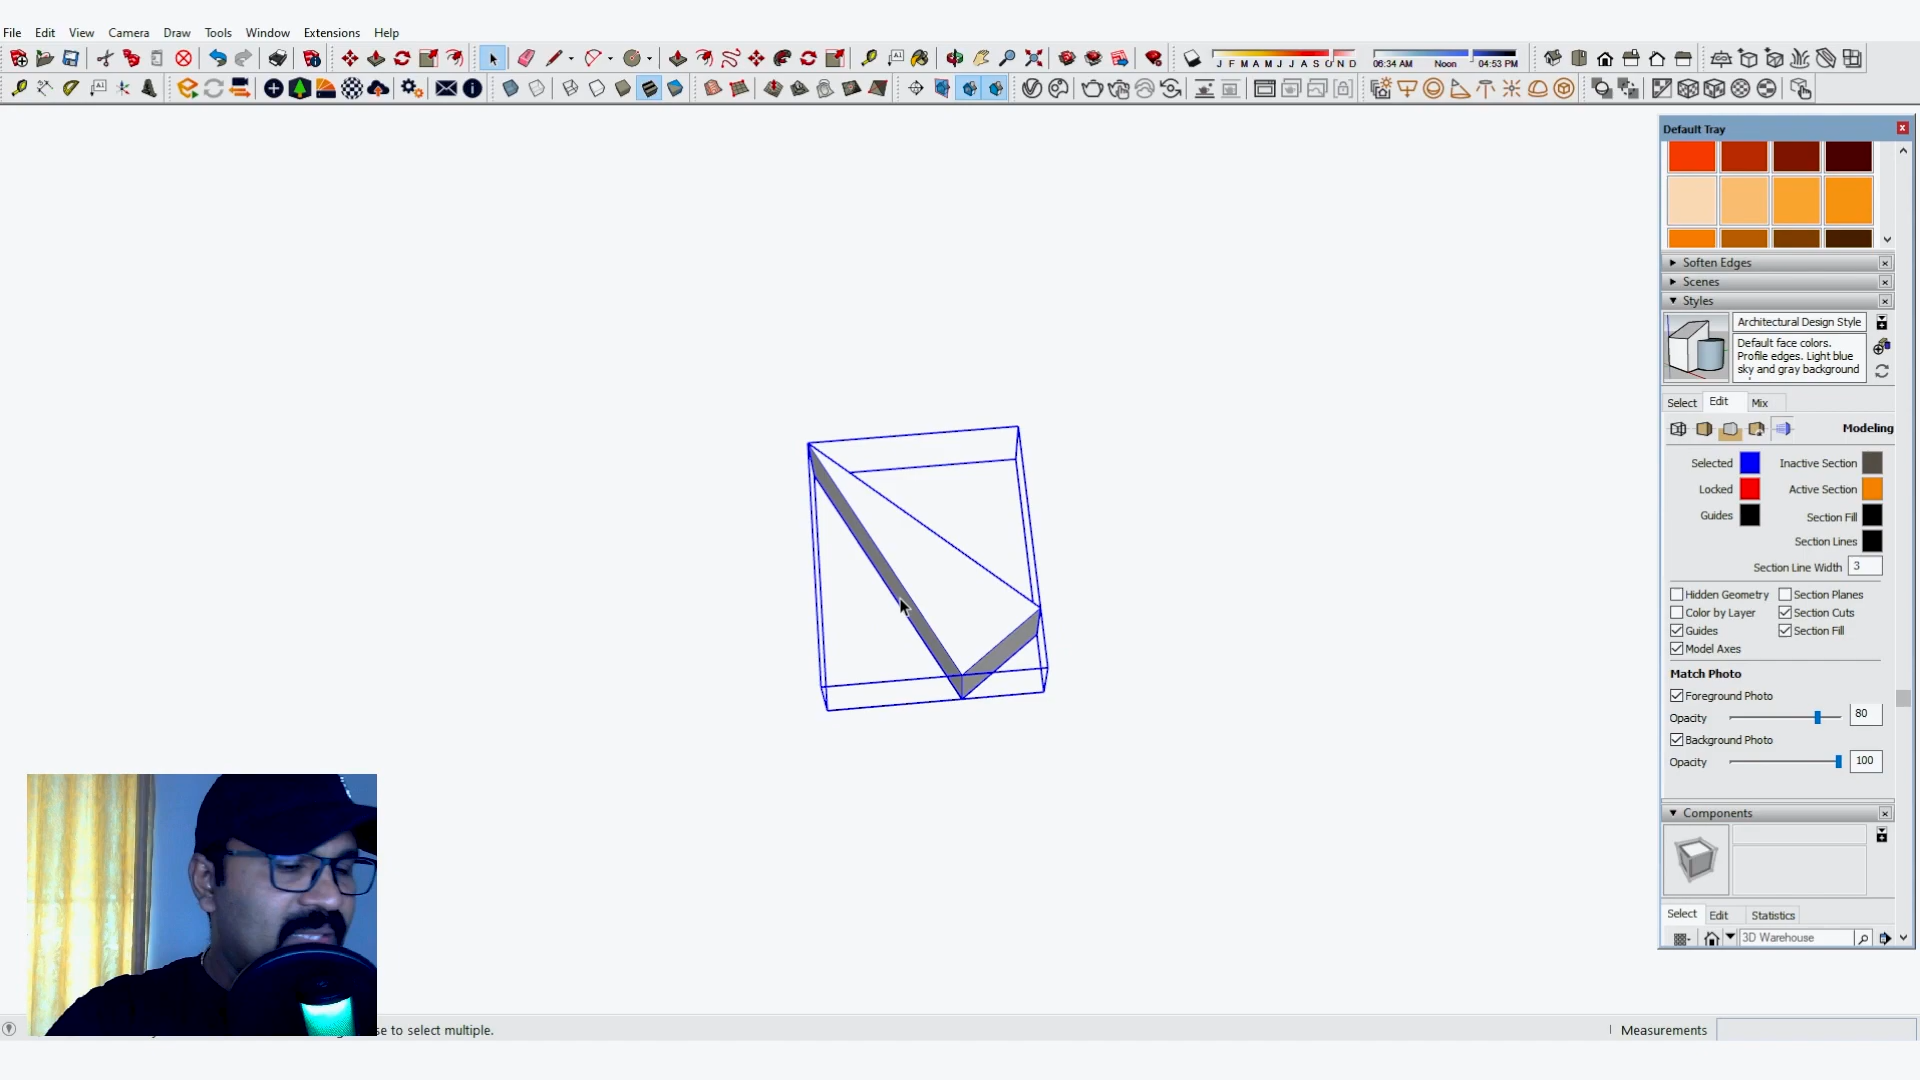 File Edit View Camera Draw Tools Window Extensions Help
J F M A M J J A S O N D
06:34 AM Noon 04:53 PM
Default Tray
Soften Edges
Scenes
Styles
Architectural Design Style
Default face colors.
Profile edges. Light blue
sky and gray background
Select Edit Mix
Modeling
Selected Inactive Section
Locked Active Section
Guides Section Fill
Section Lines
Section Line Width 3
Hidden Geometry Section Planes
Color by Layer Section Cuts
Guides Section Fill
Model Axes
Match Photo
Foreground Photo
Opacity 80
Background Photo
Opacity 100
Components
Select Edit Statistics
3D Warehouse
se to select multiple.
Measurements